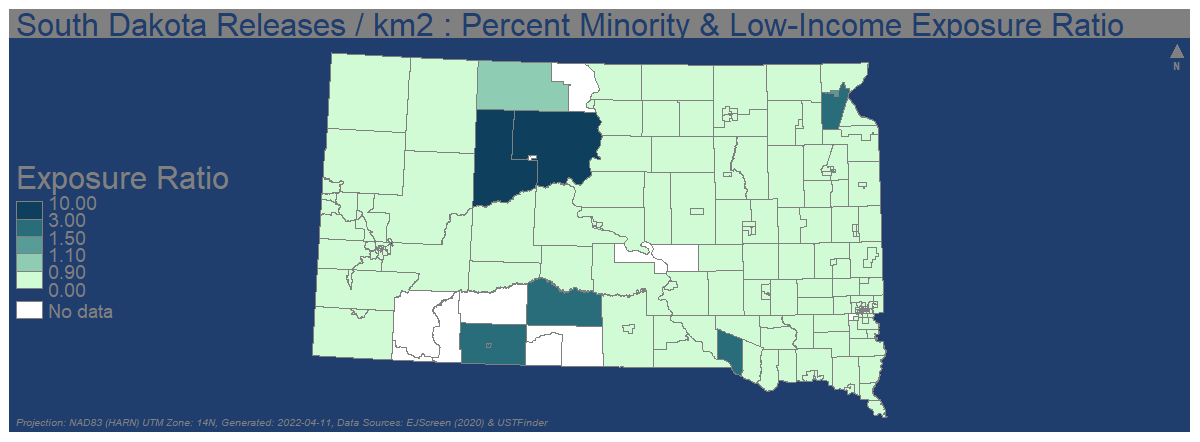 South Dakota Releases / km2 : Percent Minority & Low-Income Exposure Ratio
N
Exposure Ratio
10.00
3.00
1.50
1.10
0.90
0.00
No data
Projection: NAD83 (HARN) UTM Zone: 14N, Generated: 2022-04-11, Data Sources: EJScreen (2020) & USTFinder